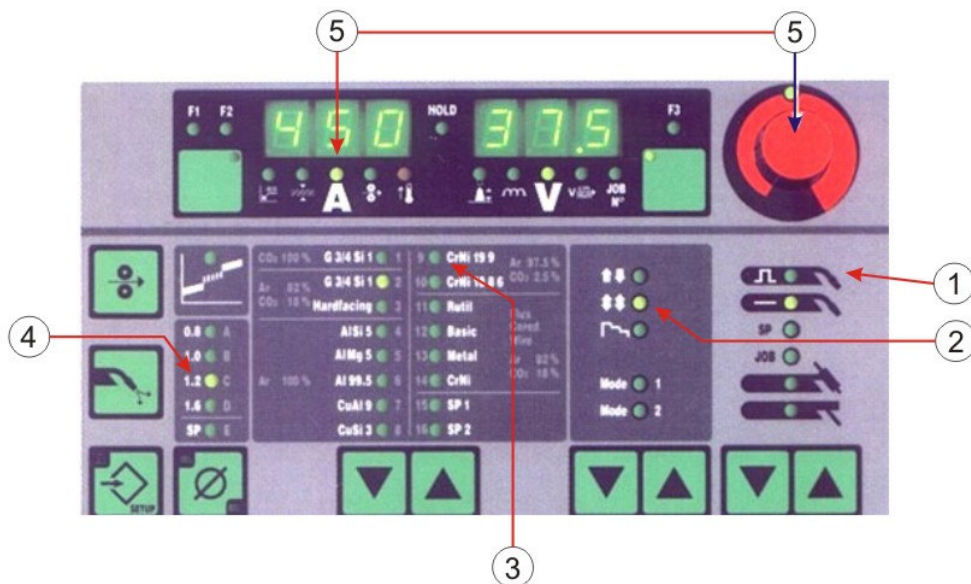 5 5
F1 F2 HOLD F3
450 37.5
A V JOB N°
CO₂ 100 % G 3/4 Si 1 1 9 CrNi 19 9 Ar 97.5 %
CO₂ 2.5 %
Ar 82 % G 3/4 Si 1 2 10 CrNi 8 6
CO₂ 18 % Hardfacing 3 11 Rutil
0.8 A AlSi 5 4 12 Basic Cored
Wire
1.0 B AlMg 5 5 13 Metal Ar 82 %
CO₂ 18 %
1.2 C Ar 100 % Al 99.5 6 14 CrNi
1.6 D CuAl 9 7 15 SP 1
SP E CuSi 3 8 16 SP 2
SP
JOB
Mode 1
Mode 2
SETUP
1
2
4
3